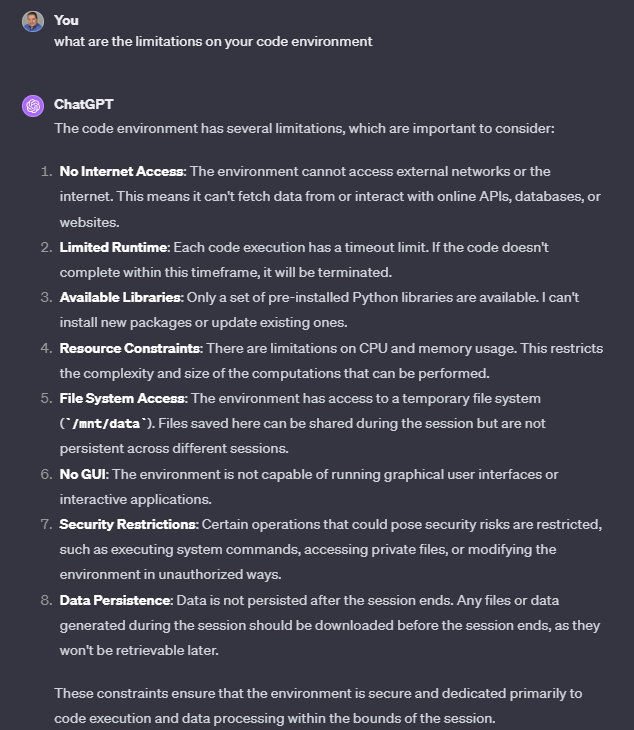 You
what are the limitations on your code environment
ChatGPT
The code environment has several limitations, which are important to consider:
1. No Internet Access: The environment cannot access external networks or the
internet. This means it can't fetch data from or interact with online APIs, databases, or
websites.
2. Limited Runtime: Each code execution has a timeout limit. If the code doesn't
complete within this timeframe, it will be terminated.
3. Available Libraries: Only a set of pre-installed Python libraries are available. I can't
install new packages or update existing ones.
4. Resource Constraints: There are limitations on CPU and memory usage. This restricts
the complexity and size of the computations that can be performed.
5. File System Access: The environment has access to a temporary file system
(`/mnt/data`). Files saved here can be shared during the session but are not
persistent across different sessions.
6. No GUI: The environment is not capable of running graphical user interfaces or
interactive applications.
7. Security Restrictions: Certain operations that could pose security risks are restricted,
such as executing system commands, accessing private files, or modifying the
environment in unauthorized ways.
8. Data Persistence: Data is not persisted after the session ends. Any files or data
generated during the session should be downloaded before the session ends, as they
won't be retrievable later.
These constraints ensure that the environment is secure and dedicated primarily to
code execution and data processing within the bounds of the session.